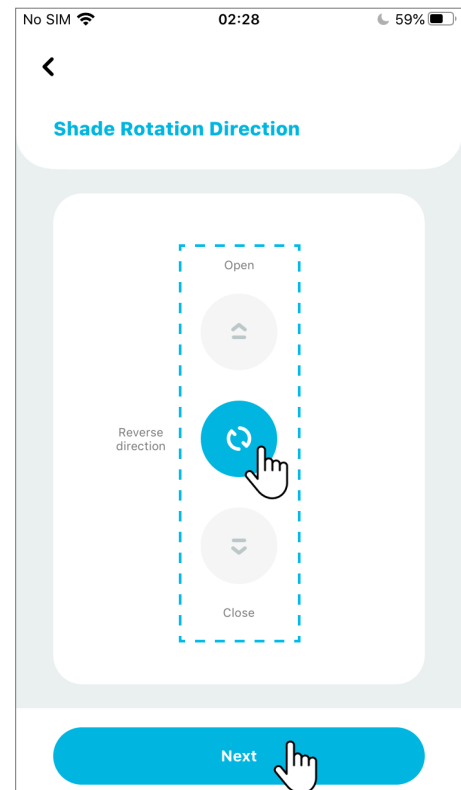 No SIM 02:28 59%
Shade Rotation Direction
Open
Reverse
direction
Close
Next